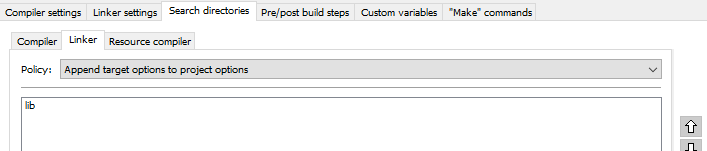 Compiler settings Linker settings Search directories Pre/post build steps Custom variables "Make" commands
Compiler Linker Resource compiler
Policy: Append target options to project options
lib